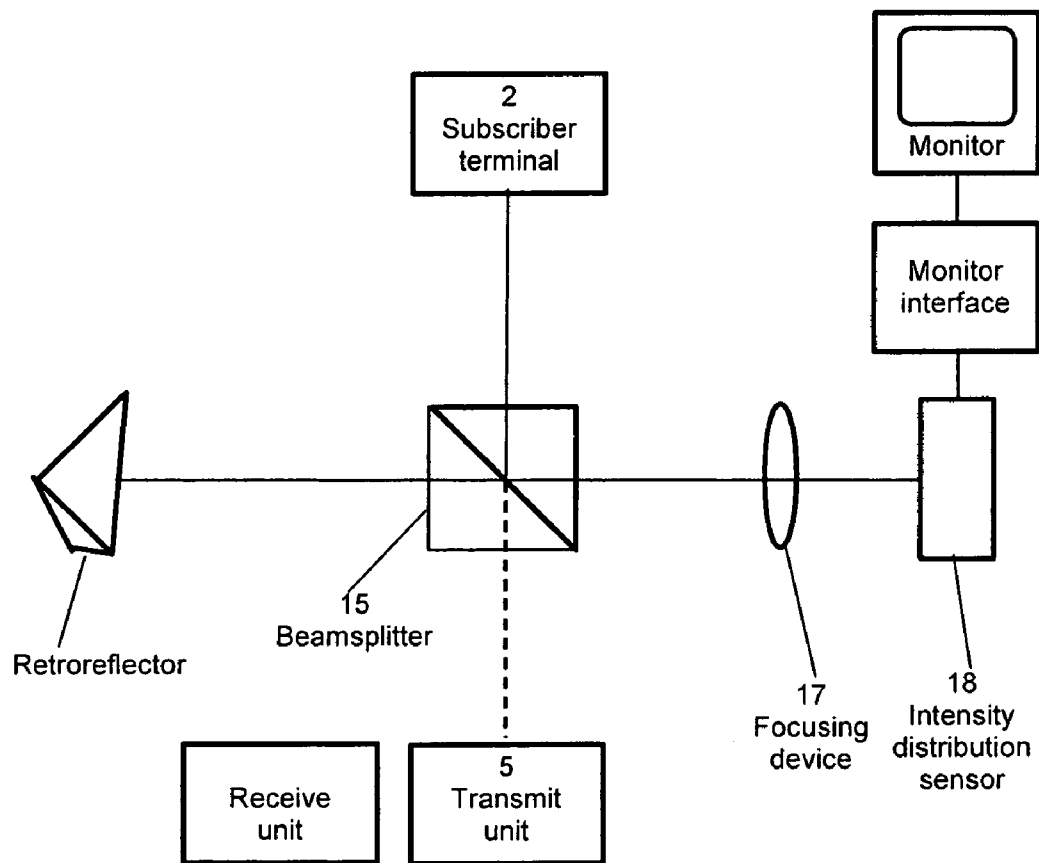 2
Subscriber
terminal
Monitor
Monitor
interface
15
Beamsplitter
Retroreflector
17
Focusing
device
18
Intensity
distribution
sensor
Receive
unit
5
Transmit
unit